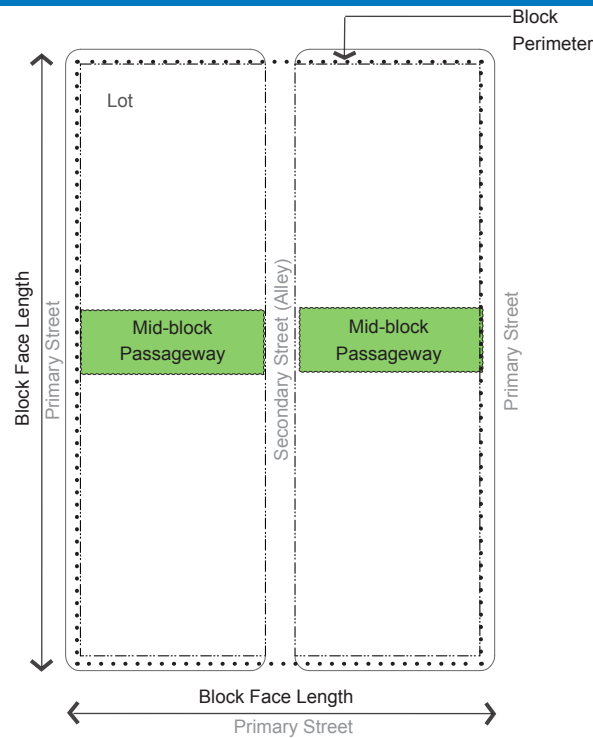 Block
Perimeter
Lot
Block Face Length
Primary Street
Mid-block
Passageway
Secondary Street (Alley)
Mid-block
Passageway
Primary Street
Block Face Length
Primary Street